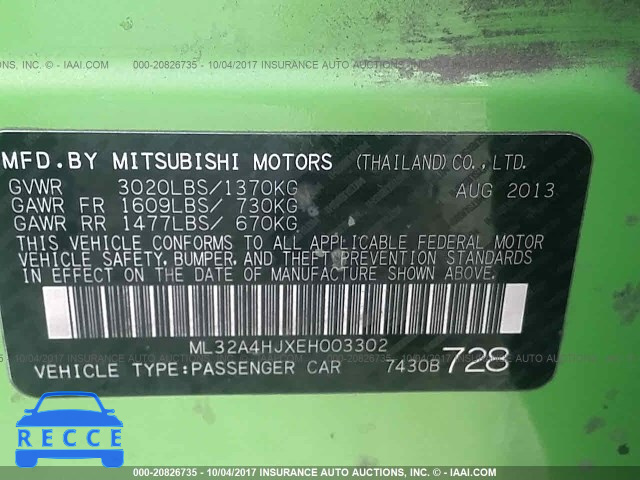 000-20826735 - 10/04/2017 INSURANCE AUTO AUCTIONS, INC. © - IAAI.COM
MFD.BY MITSUBISHI MOTORS (THAILAND)CO.,LTD.
GVWR 3020LBS/1370KG AUG 2013
GAWR FR 1609LBS/ 730KG
GAWR RR 1477LBS/ 670KG
THIS VEHICLE CONFORMS TO ALL APPLICABLE FEDERAL MOTOR
VEHICLE SAFETY, BUMPER, AND THEFT PREVENTION STANDARDS
IN EFFECT ON THE DATE OF MANUFACTURE SHOWN ABOVE.
ML32A4HJXEH003302
VEHICLE TYPE:PASSENGER CAR 7430B 728
RECCE
000-20826735 - 10/04/2017 INSURANCE AUTO AUCTIONS, INC. © - IAAI.COM